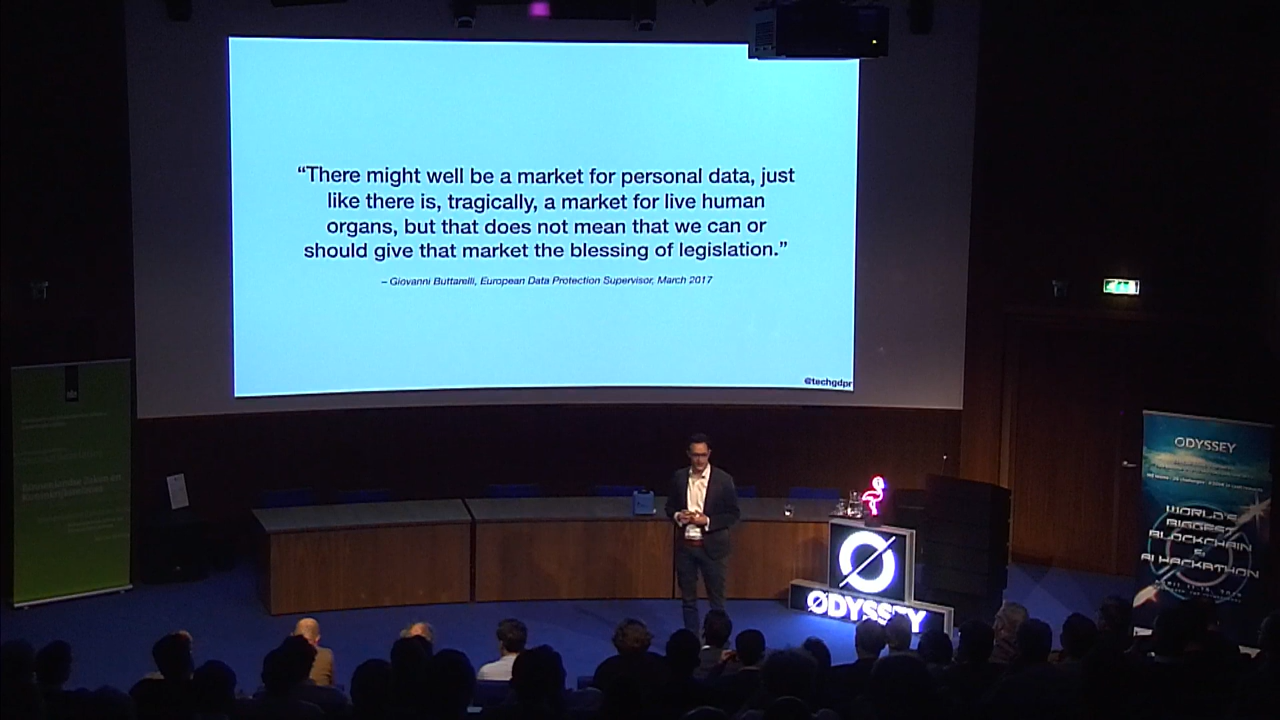 “There might well be a market for personal data, just
like there is, tragically, a market for live human
organs, but that does not mean that we can or
should give that market the blessing of legislation.”
– Giovanni Buttarelli, European Data Protection Supervisor, March 2017
@techgdpr
ODYSSEY
WORLD'S
BIGGEST
BLOCKCHAIN
&
AI HACKATHON
ØDYSSEY